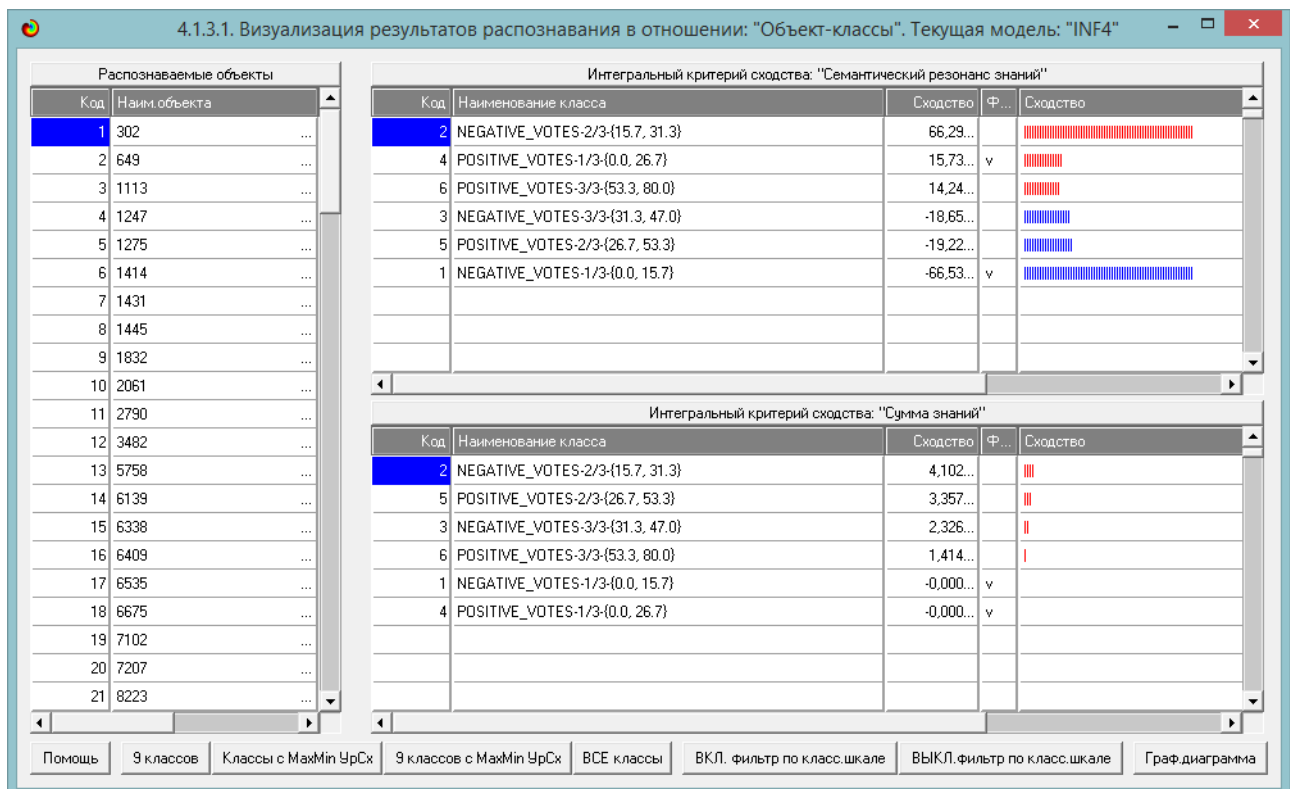 4.1.3.1. Визуализация результатов распознавания в отношении: "Объект-классы". Текущая модель: "INF4"
Распознаваемые объекты
Код Наим.объекта
1 302 ...
2 649 ...
3 1113 ...
4 1247 ...
5 1275 ...
6 1414 ...
7 1431 ...
8 1445 ...
9 1832 ...
10 2061 ...
11 2790 ...
12 3482 ...
13 5758 ...
14 6139 ...
15 6338 ...
16 6409 ...
17 6535 ...
18 6675 ...
19 7102 ...
20 7207 ...
21 8223 ...
Интегральный критерий сходства: "Семантический резонанс знаний"
Код Наименование класса Сходство Ф... Сходство
2 NEGATIVE_VOTES-2/3-{15.7, 31.3} 66,29...
4 POSITIVE_VOTES-1/3-{0.0, 26.7} 15,73... v
6 POSITIVE_VOTES-3/3-{53.3, 80.0} 14,24...
3 NEGATIVE_VOTES-3/3-{31.3, 47.0} -18,65...
5 POSITIVE_VOTES-2/3-{26.7, 53.3} -19,22...
1 NEGATIVE_VOTES-1/3-{0.0, 15.7} -66,53... v
Интегральный критерий сходства: "Сумма знаний"
Код Наименование класса Сходство Ф... Сходство
2 NEGATIVE_VOTES-2/3-{15.7, 31.3} 4,102...
5 POSITIVE_VOTES-2/3-{26.7, 53.3} 3,357...
3 NEGATIVE_VOTES-3/3-{31.3, 47.0} 2,326...
6 POSITIVE_VOTES-3/3-{53.3, 80.0} 1,414...
1 NEGATIVE_VOTES-1/3-{0.0, 15.7} -0,000... v
4 POSITIVE_VOTES-1/3-{0.0, 26.7} -0,000... v
Помощь 9 классов Классы с MaxMin УрСх 9 классов с MaxMin УрСх ВСЕ классы ВКЛ. фильтр по класс.шкале ВЫКЛ.фильтр по класс.шкале Граф.диаграмма